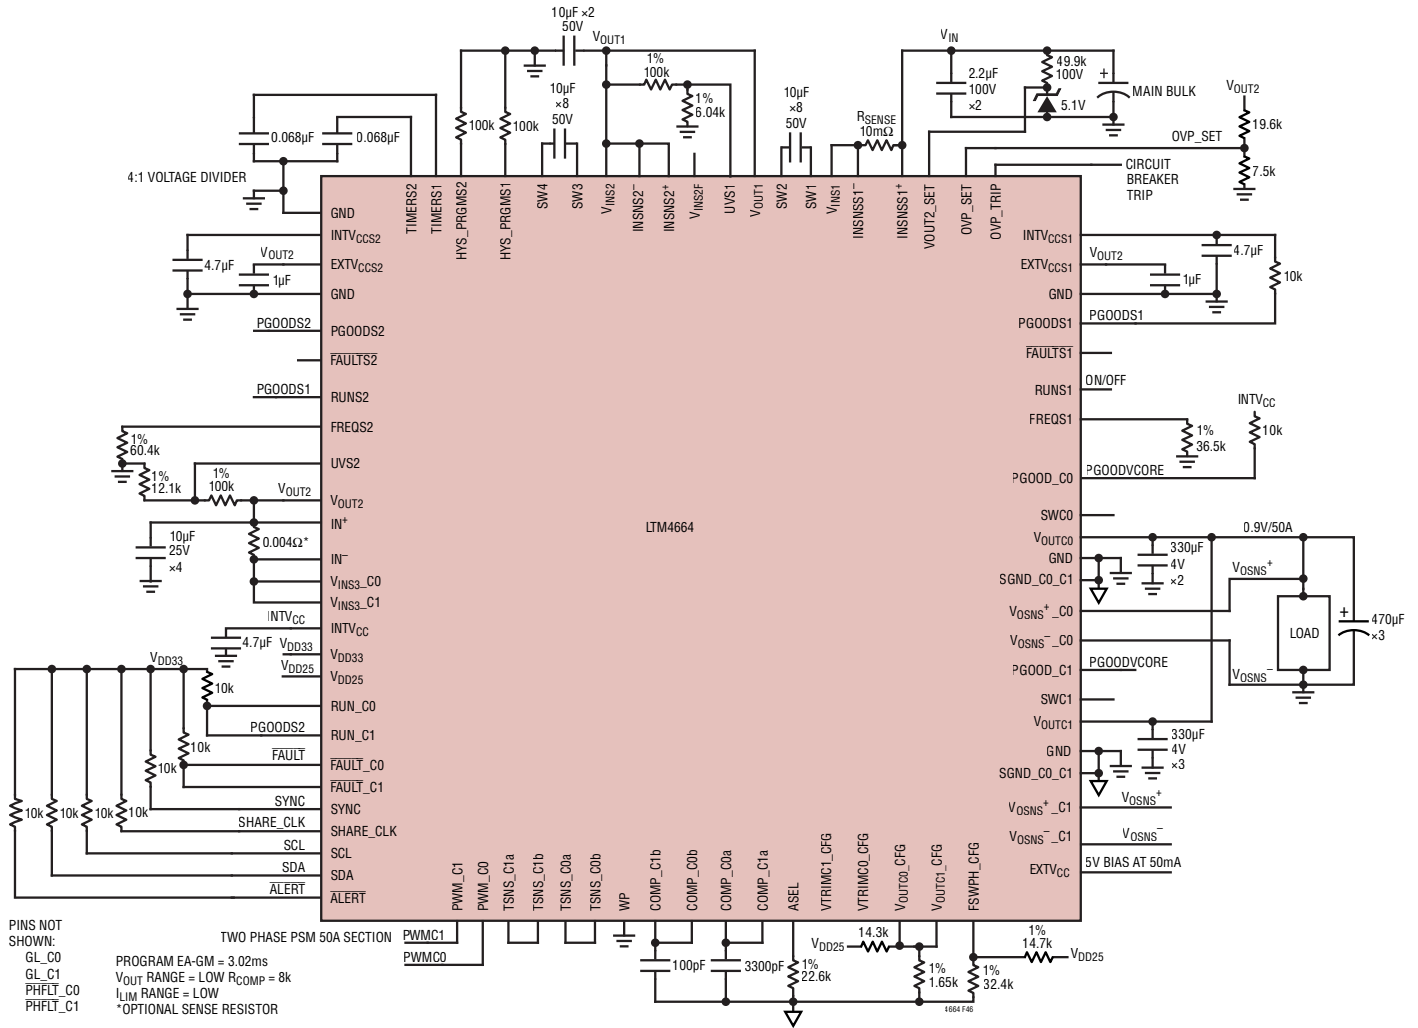 10µF ×2
50V
VOUT1
VIN
1%
100k
1%
6.04k
10µF
×8
50V
10µF
×8
50V
RSENSE
10mΩ
2.2µF
100V
×2
49.9k
100V
5.1V
+
MAIN BULK
VOUT2
19.6k
OVP_SET
7.5k
CIRCUIT
BREAKER
TRIP
0.068µF
0.068µF
100k
100k
4:1 VOLTAGE DIVIDER
TIMERS2
TIMERS1
HYS_PRGMS2
HYS_PRGMS1
SW4
SW3
VINS2
INSNS2–
INSNS2+
VINS2F
UVS1
VOUT1
SW2
SW1
VINS1
INSNSS1–
INSNSS1+
VOUT2_SET
OVP_SET
OVP_TRIP
GND
INTVCCS2
4.7µF
VOUT2
EXTVCCS2
1µF
GND
PGOODS2
PGOODS2
FAULTS2
PGOODS1
RUNS2
FREQS2
1%
60.4k
1%
12.1k
UVS2
1%
100k
VOUT2
VOUT2
IN+
10µF
25V
×4
0.004Ω*
IN–
VINS3_C0
VINS3_C1
INTVCC
INTVCC
4.7µF
VDD33
VDD33
VDD25
VDD25
VDD33
10k
RUN_C0
PGOODS2
RUN_C1
10k
FAULT
FAULT_C0
10k
FAULT_C1
SYNC
SYNC
10k
10k
10k
10k
SHARE_CLK
SHARE_CLK
SCL
SCL
SDA
SDA
ALERT
ALERT
LTM4664
INTVCCS1
4.7µF
10k
VOUT2
EXTVCCS1
1µF
GND
PGOODS1
PGOODS1
FAULTS1
ON/OFF
RUNS1
FREQS1
1%
36.5k
INTVCC
10k
PGOODVCORE
PGOOD_C0
SWC0
VOUTC0
0.9V/50A
GND
330µF
4V
×2
SGND_C0_C1
VOSNS+
VOSNS+_C0
LOAD
+
470µF
×3
VOSNS–_C0
VOSNS–
PGOODVCORE
PGOOD_C1
SWC1
VOUTC1
330µF
4V
×3
GND
SGND_C0_C1
VOSNS+
VOSNS+_C1
VOSNS–
VOSNS–_C1
5V BIAS AT 50mA
EXTVCC
PWM_C1
PWM_C0
TSNS_C1a
TSNS_C1b
TSNS_C0a
TSNS_C0b
WP
COMP_C1b
COMP_C0b
COMP_C0a
COMP_C1a
ASEL
VTRIMC1_CFG
VTRIMC0_CFG
VOUTC0_CFG
VOUTC1_CFG
FSWPH_CFG
TWO PHASE PSM 50A SECTION
PWMC1
PWMC0
100pF
3300pF
1%
22.6k
VDD25
14.3k
1%
1.65k
1%
32.4k
1%
14.7k
VDD25
4664 F46
PINS NOT
SHOWN:
GL_C0
GL_C1
PHFLT_C0
PHFLT_C1
PROGRAM EA-GM = 3.02ms
VOUT RANGE = LOW RCOMP = 8k
ILIM RANGE = LOW
*OPTIONAL SENSE RESISTOR